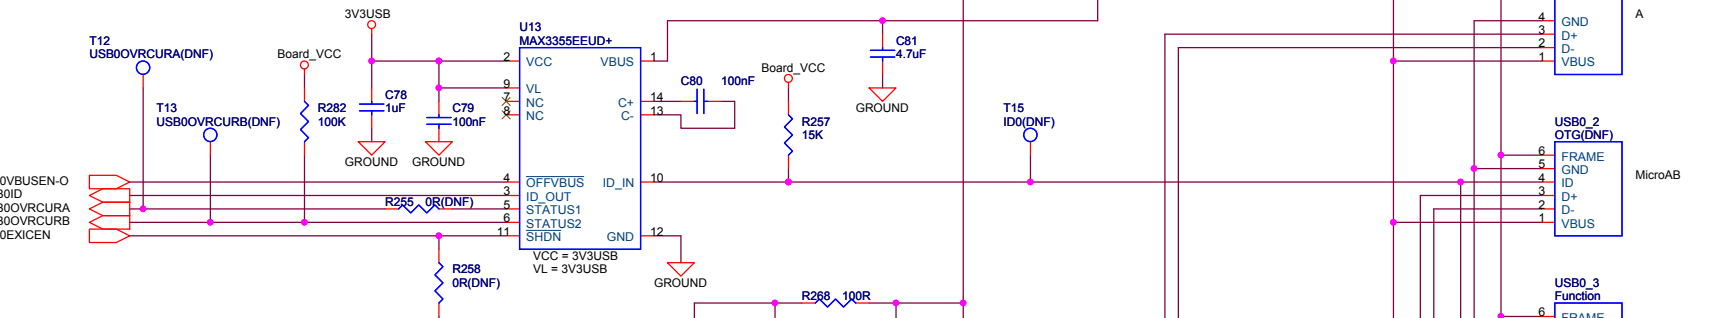 3V3USB
T12
USB0OVRCURA(DNF)
Board_VCC
T13
USB0OVRCURB(DNF)
R282
100K
C78
1uF
C79
100nF
GROUND
GROUND
U13
MAX3355EEUD+
2
VCC
VBUS
1
9
VL
7
NC
8
NC
C+
14
C-
13
4
OFFVBUS
ID_IN
10
3
ID_OUT
5
STATUS1
6
STATUS2
11
SHDN
GND
12
VCC = 3V3USB
VL = 3V3USB
0VBUSEN-O
B0ID
B0OVRCURA
B0OVRCURB
0EXICEN
R255 0R(DNF)
R258
0R(DNF)
GROUND
C80 100nF
Board_VCC
R257
15K
C81
4.7uF
GROUND
T15
ID0(DNF)
R268 100R
4
GND
3
D+
2
D-
1
VBUS
A
USB0_2
OTG(DNF)
6
FRAME
5
GND
4
ID
3
D+
2
D-
1
VBUS
MicroAB
USB0_3
Function
6
FRAME